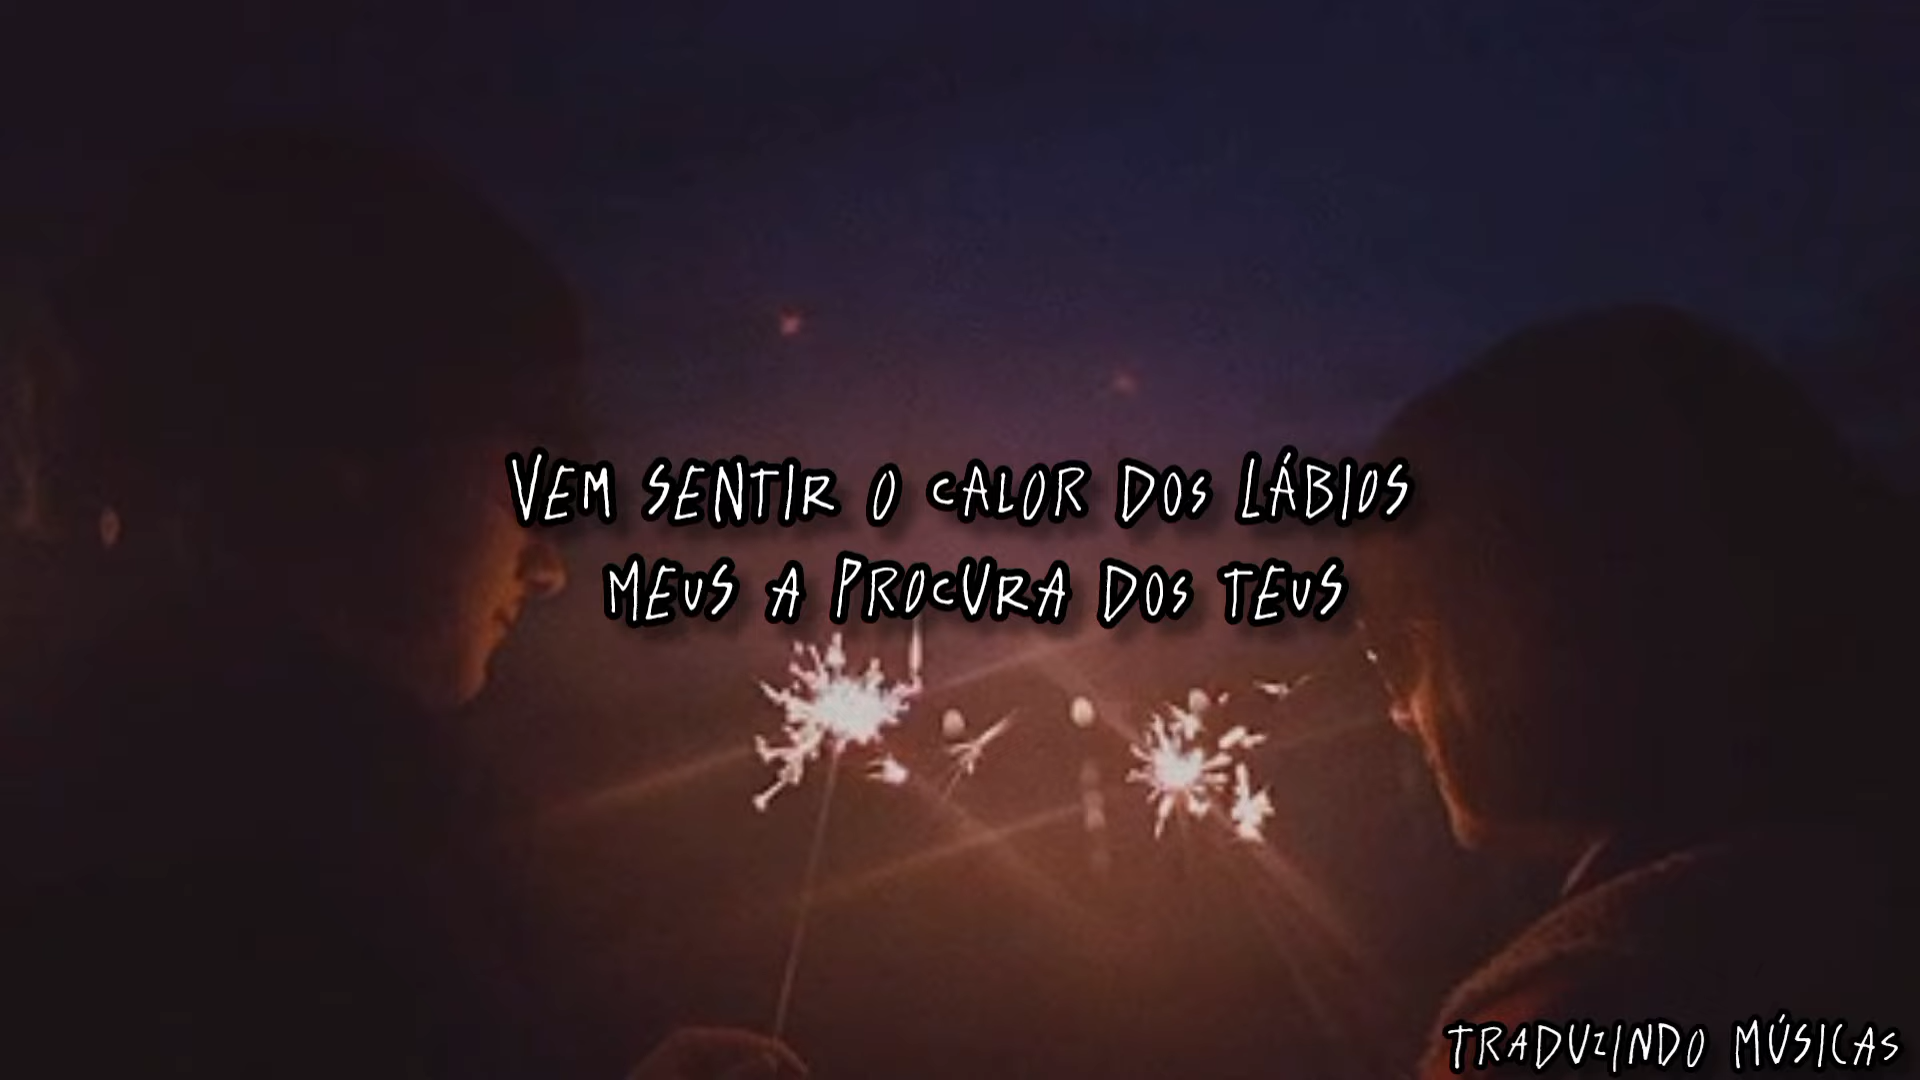 VEM SENTIR O CALOR DOS LÁBIOS
MEUS A PROCURA DOS TEUS
TRADUZINDO MÚSICAS